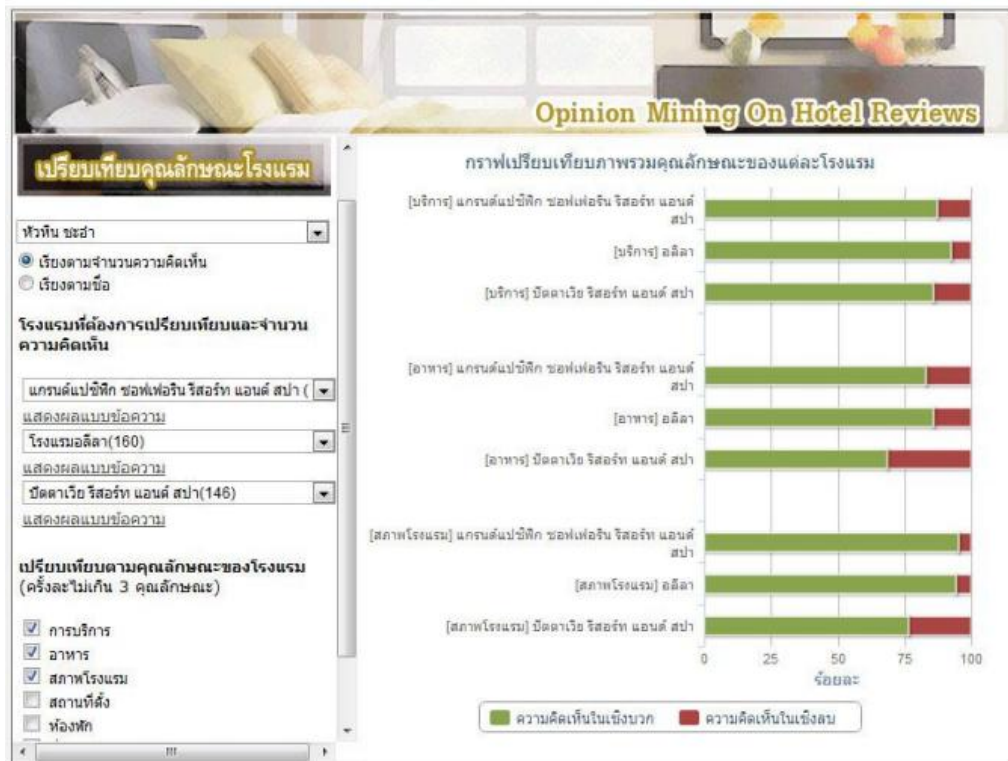 Opinion Mining On Hotel Reviews
เปรียบเทียบคุณลักษณะโรงแรม
หัวหิน ชะอำ
เรียงตามจำนวนความคิดเห็น
เรียงตามชื่อ
โรงแรมที่ต้องการเปรียบเทียบและจำนวน
ความคิดเห็น
แกรนด์แปซิฟิก ซอฟเฟอริน รีสอร์ท แอนด์ สปา (
แสดงผลแบบข้อความ
โรงแรมอลีลา(160)
แสดงผลแบบข้อความ
ปัตตาเวีย รีสอร์ท แอนด์ สปา(146)
แสดงผลแบบข้อความ
เปรียบเทียบตามคุณลักษณะของโรงแรม
(ครั้งละไม่เกิน 3 คุณลักษณะ)
การบริการ
อาหาร
สภาพโรงแรม
สถานที่ตั้ง
ห้องพัก
กราฟเปรียบเทียบภาพรวมคุณลักษณะของแต่ละโรงแรม
[บริการ] แกรนด์แปซิฟิก ซอฟเฟอริน รีสอร์ท แอนด์
สปา
[บริการ] อลีลา
[บริการ] ปัตตาเวีย รีสอร์ท แอนด์ สปา
[อาหาร] แกรนด์แปซิฟิก ซอฟเฟอริน รีสอร์ท แอนด์
สปา
[อาหาร] อลีลา
[อาหาร] ปัตตาเวีย รีสอร์ท แอนด์ สปา
[สภาพโรงแรม] แกรนด์แปซิฟิก ซอฟเฟอริน รีสอร์ท แอนด์
สปา
[สภาพโรงแรม] อลีลา
[สภาพโรงแรม] ปัตตาเวีย รีสอร์ท แอนด์ สปา
0 25 50 75 100
ร้อยละ
ความคิดเห็นในเชิงบวก ความคิดเห็นในเชิงลบ